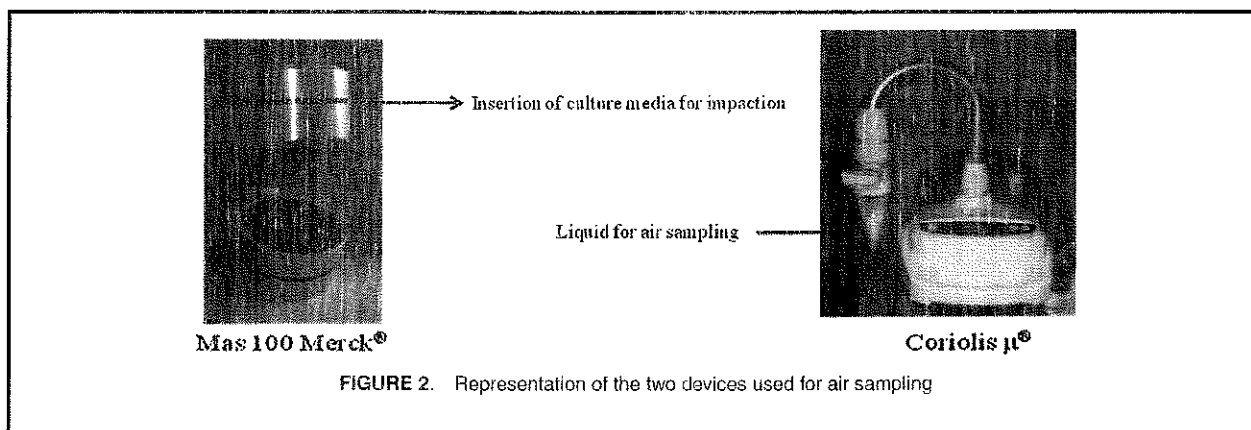 Insertion of culture media for impaction
Liquid for air sampling
Mas 100 Merck®
Coriolis μ®
FIGURE 2. Representation of the two devices used for air sampling